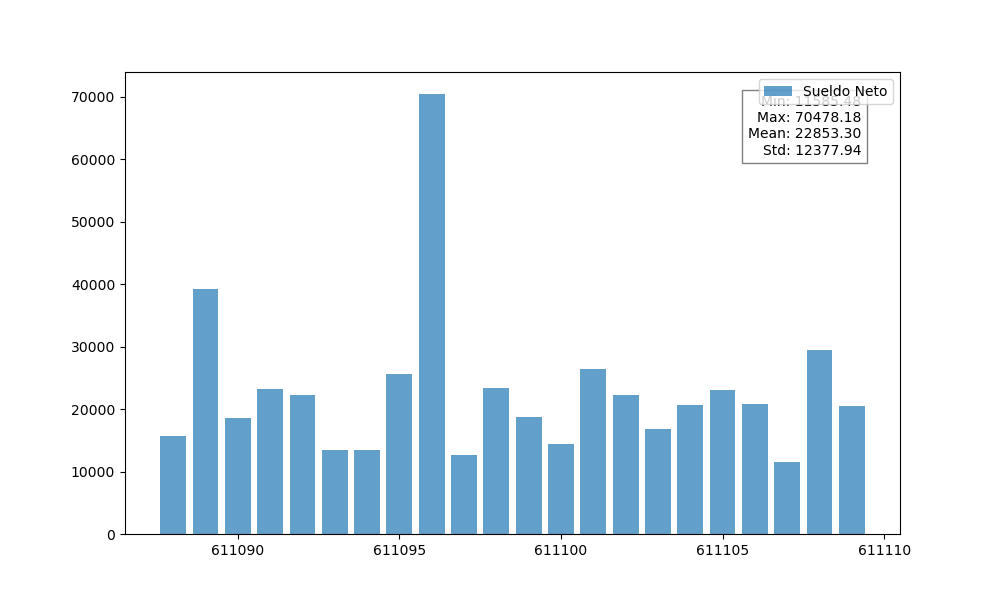 70000
60000
50000
40000
30000
20000
10000
0
611090
611095
611100
611105
611110
Sueldo Neto
Min: 11585.48
Max: 70478.18
Mean: 22853.30
Std: 12377.94